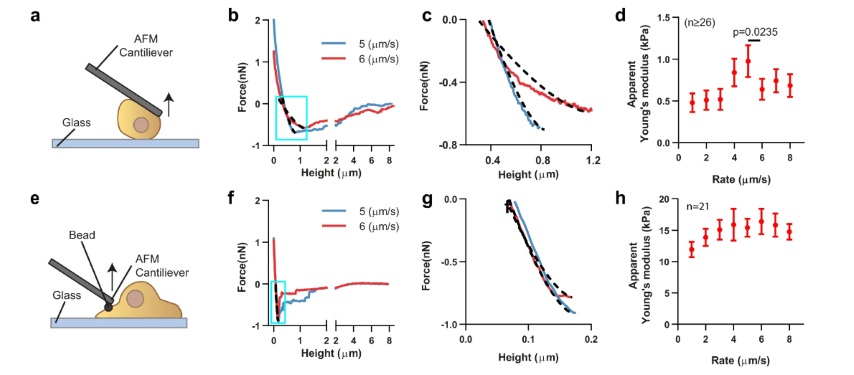 a
AFM
Cantiliever
Glass
b
Force(nN)
2
1
0
-1
0
1
2
2
4
6
8
Height (μm)
5 (μm/s)
6 (μm/s)
c
Force(nN)
0.0
-0.4
-0.8
0.4
0.8
1.2
Height (μm)
d
Apparent
Young's modulus (kPa)
1.5
1.0
0.5
0.0
0
2
4
6
8
Rate (μm/s)
(n≥26)
p=0.0235
e
Bead
AFM
Cantiliever
Glass
f
Force(nN)
2
1
0
-1
0
1
2
2
4
6
8
Height (μm)
5 (μm/s)
6 (μm/s)
g
Force(nN)
0.0
-0.5
-1.0
0.0
0.1
0.2
Height (μm)
h
Apparent
Young's modulus (kPa)
20
15
10
5
0
0
2
4
6
8
Rate (μm/s)
n=21